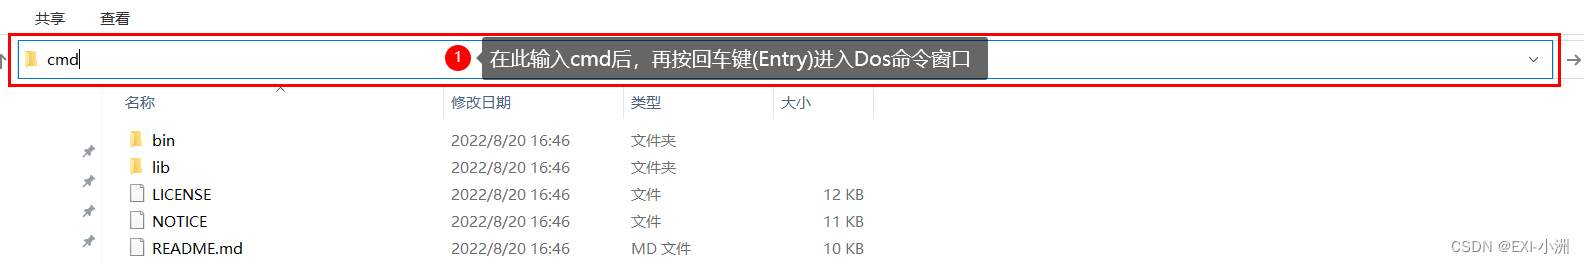 共享 查看
cmd 1 在此输入cmd后，再按回车键(Entry)进入Dos命令窗口
名称 修改日期 类型 大小
bin 2022/8/20 16:46 文件夹
lib 2022/8/20 16:46 文件夹
LICENSE 2022/8/20 16:46 文件 12 KB
NOTICE 2022/8/20 16:46 文件 11 KB
README.md 2022/8/20 16:46 MD 文件 10 KB
CSDN @EXI-小洲